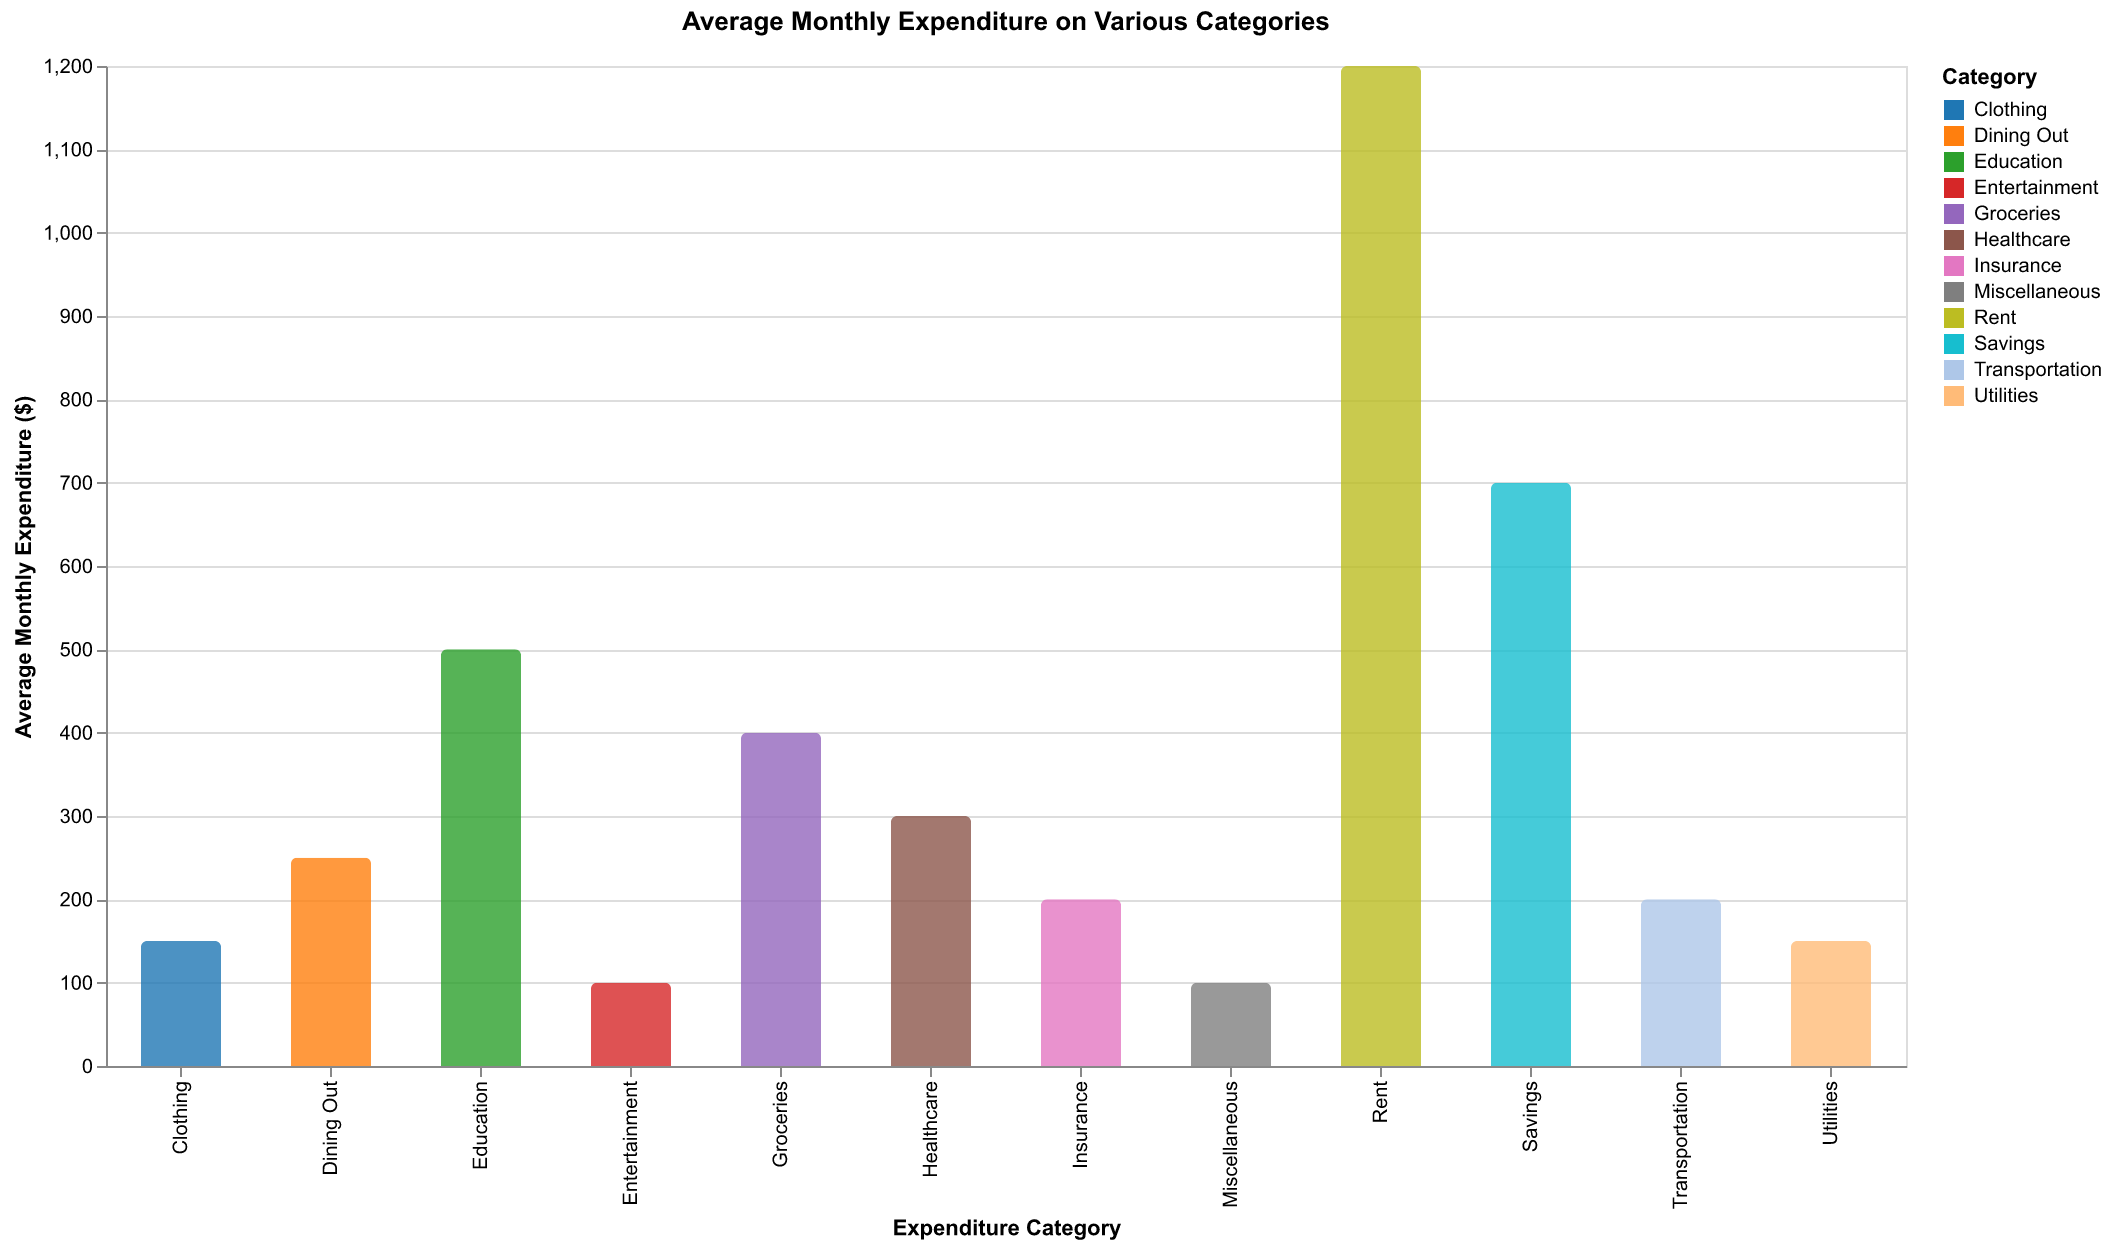 Average Monthly Expenditure on Various Categories
Average Monthly Expenditure ($)
1,200
1,100
1,000
900
800
700
600
500
400
300
200
100
0
Clothing
Dining Out
Education
Entertainment
Groceries
Healthcare
Insurance
Miscellaneous
Rent
Savings
Transportation
Utilities
Expenditure Category
Category
Clothing
Dining Out
Education
Entertainment
Groceries
Healthcare
Insurance
Miscellaneous
Rent
Savings
Transportation
Utilities